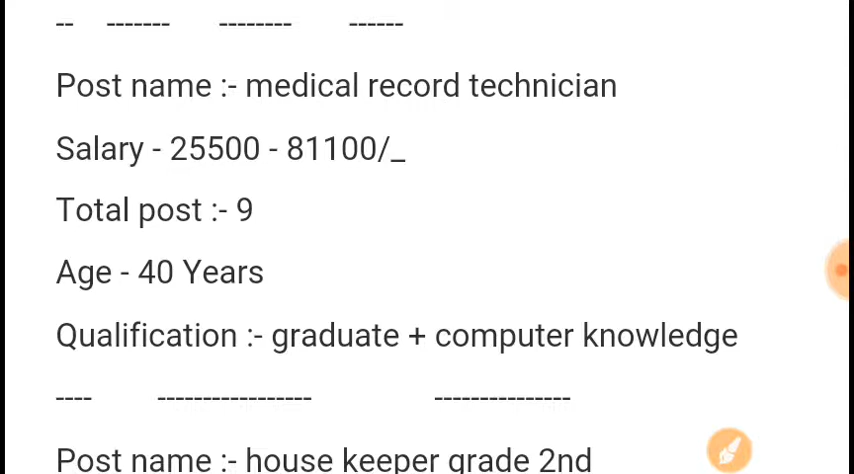 -- ------- -------- ------
Post name :- medical record technician
Salary - 25500 - 81100/_
Total post :- 9
Age - 40 Years
Qualification :- graduate + computer knowledge
---- ----------------- ---------------
Post name :- house keeper grade 2nd